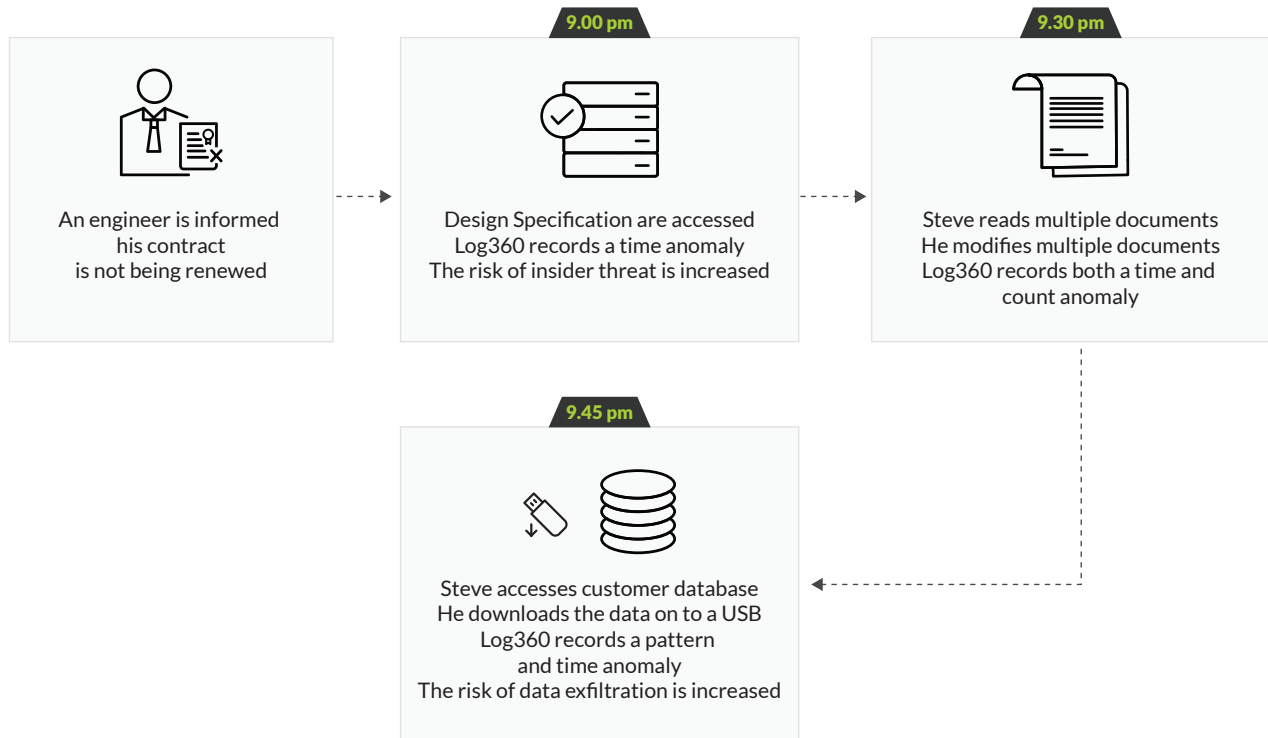 An engineer is informed
his contract
is not being renewed
9.00 pm
Design Specification are accessed
Log360 records a time anomaly
The risk of insider threat is increased
9.30 pm
Steve reads multiple documents
He modifies multiple documents
Log360 records both a time and
count anomaly
9.45 pm
Steve accesses customer database
He downloads the data on to a USB
Log360 records a pattern
and time anomaly
The risk of data exfiltration is increased